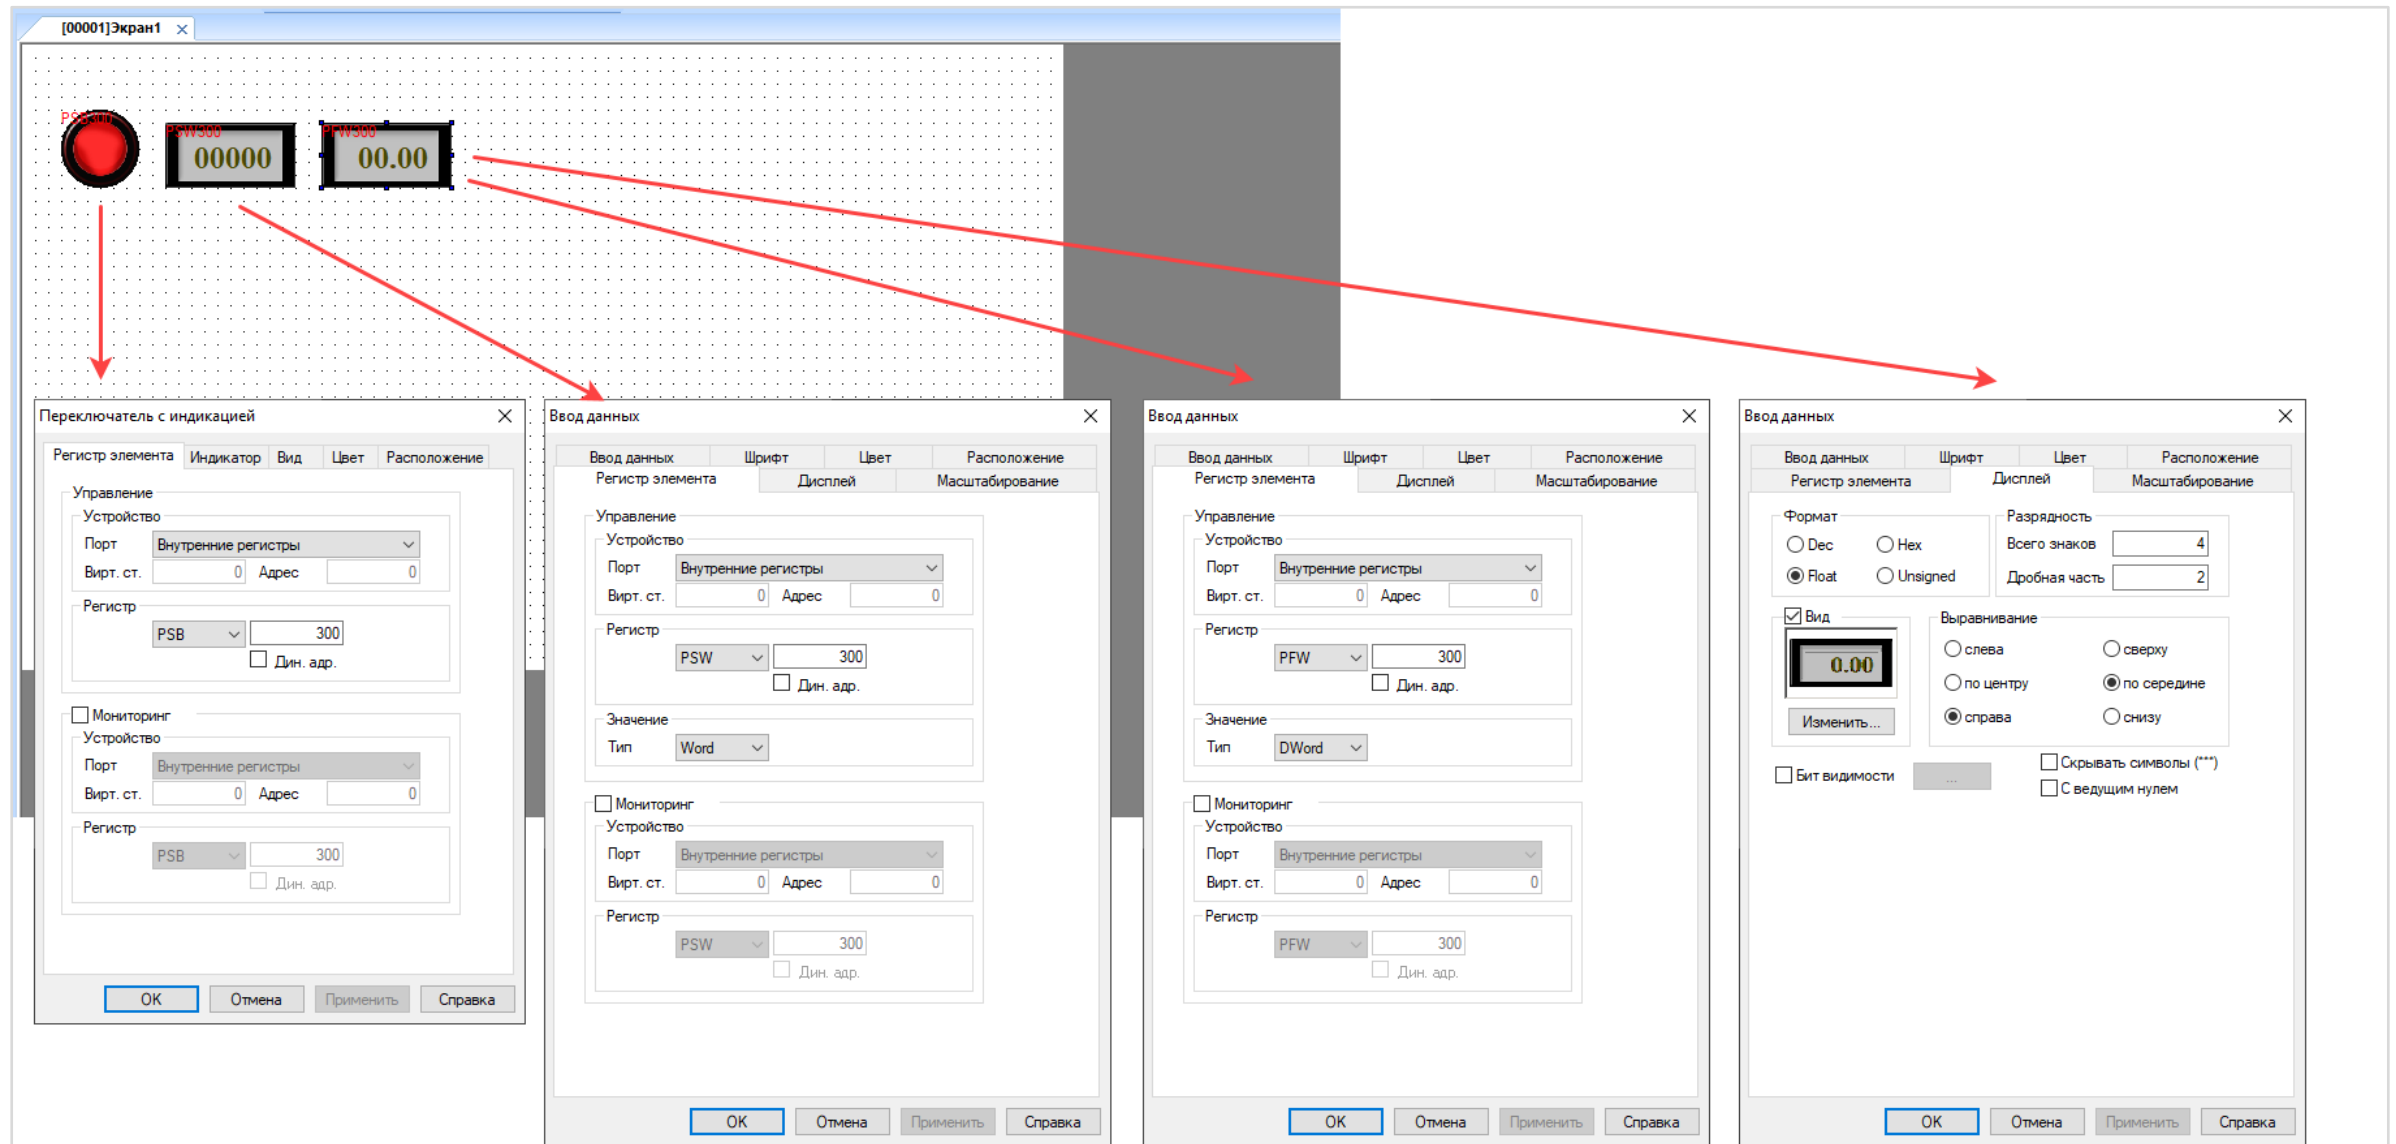 [00001]Экран1
PSB300
PSW300
00000
PFW300
00.00
Переключатель с индикацией
Регистр элемента Индикатор Вид Цвет Расположение
Управление
Устройство
Порт Внутренние регистры
Вирт. ст. 0 Адрес 0
Регистр
PSB 300
Дин. адр.
Мониторинг
Устройство
Порт Внутренние регистры
Вирт. ст. 0 Адрес 0
Регистр
PSB 300
Дин. адр.
OK Отмена Применить Справка
Ввод данных
Ввод данных Шрифт Цвет Расположение
Регистр элемента Дисплей Масштабирование
Управление
Устройство
Порт Внутренние регистры
Вирт. ст. 0 Адрес 0
Регистр
PSW 300
Дин. адр.
Значение
Тип Word
Мониторинг
Устройство
Порт Внутренние регистры
Вирт. ст. 0 Адрес 0
Регистр
PSW 300
Дин. адр.
OK Отмена Применить Справка
Ввод данных
Ввод данных Шрифт Цвет Расположение
Регистр элемента Дисплей Масштабирование
Управление
Устройство
Порт Внутренние регистры
Вирт. ст. 0 Адрес 0
Регистр
PFW 300
Дин. адр.
Значение
Тип DWord
Мониторинг
Устройство
Порт Внутренние регистры
Вирт. ст. 0 Адрес 0
Регистр
PFW 300
Дин. адр.
OK Отмена Применить Справка
Ввод данных
Ввод данных Шрифт Цвет Расположение
Регистр элемента Дисплей Масштабирование
Формат Разрядность
Dec Hex Всего знаков 4
Float Unsigned Дробная часть 2
Вид Выравнивание
0.00 слева сверху
по центру по середине
Изменить... справа снизу
Скрывать символы (***)
Бит видимости ...
С ведущим нулем
OK Отмена Применить Справка